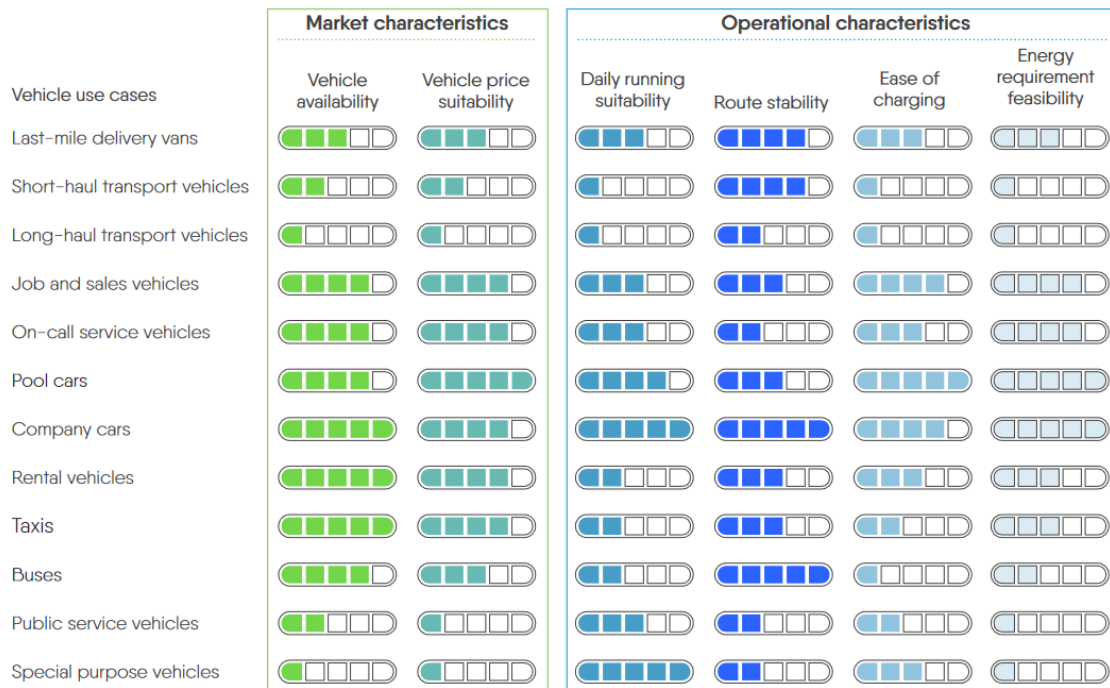 Market characteristics
Operational characteristics
Vehicle use cases
Vehicle
availability
Vehicle price
suitability
Daily running
suitability
Route stability
Ease of
charging
Energy
requirement
feasibility
Last-mile delivery vans
Short-haul transport vehicles
Long-haul transport vehicles
Job and sales vehicles
On-call service vehicles
Pool cars
Company cars
Rental vehicles
Taxis
Buses
Public service vehicles
Special purpose vehicles